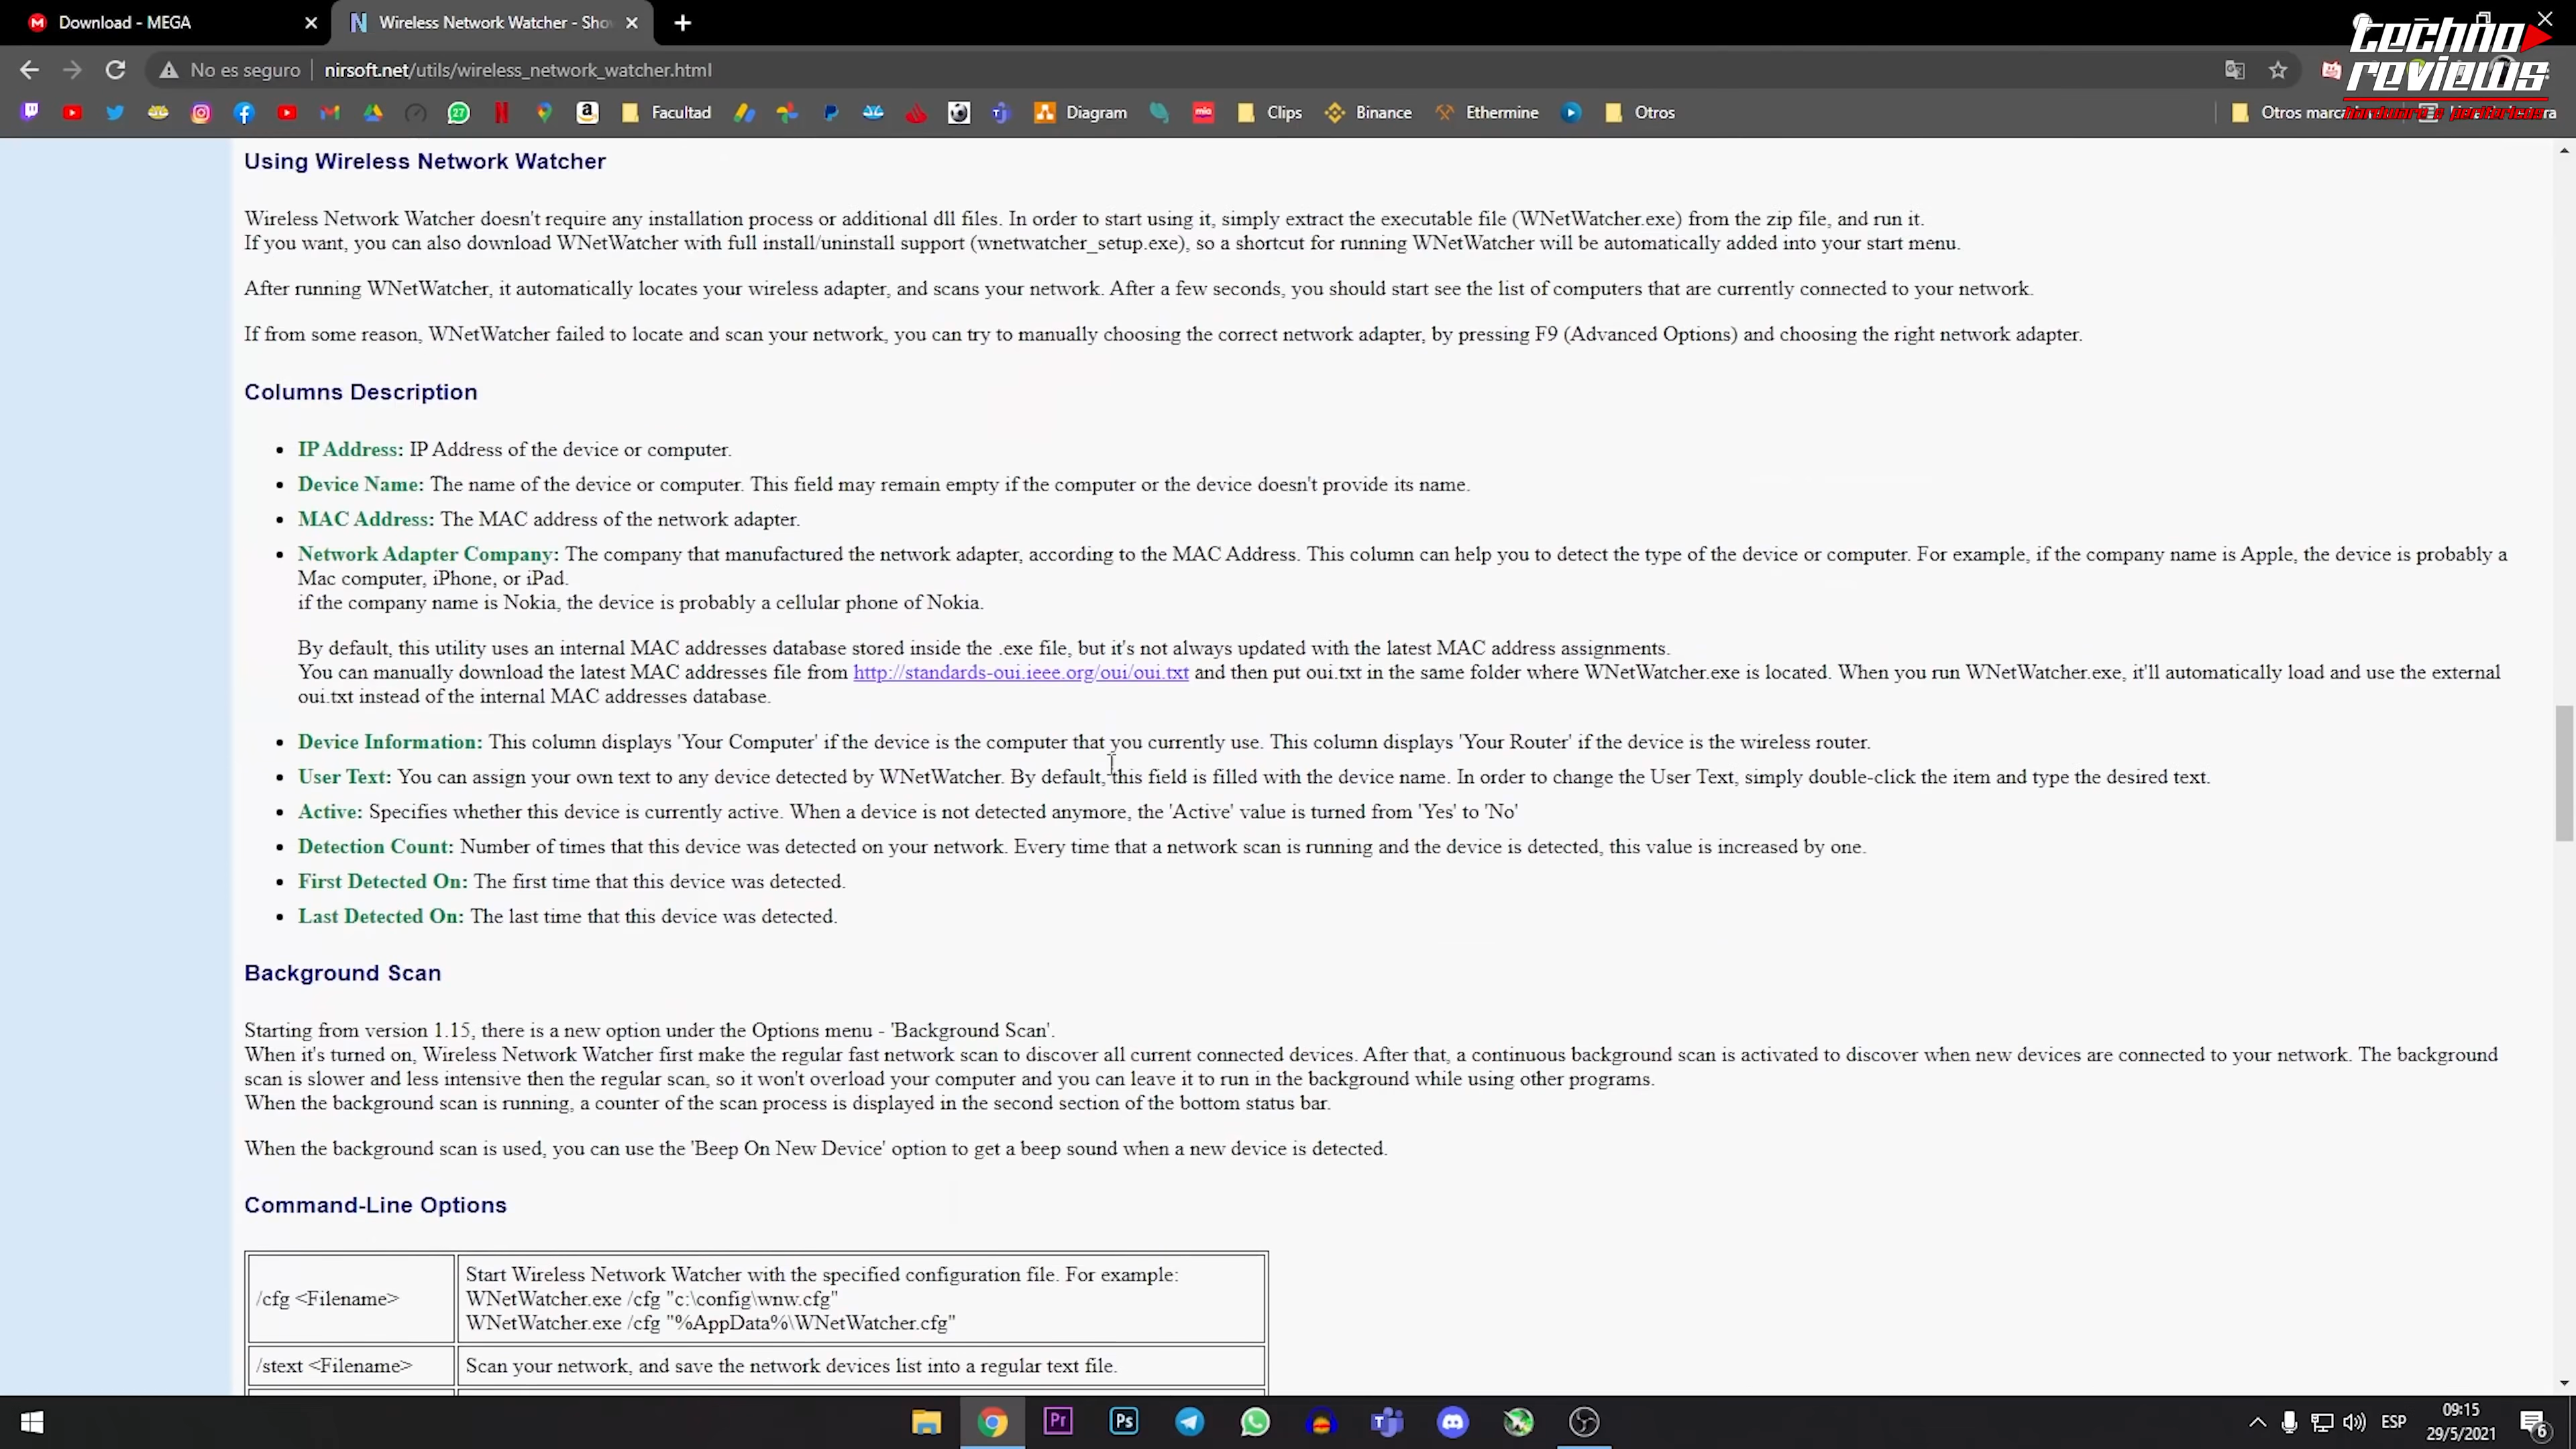 Download - MEGA
Wireless Network Watcher - Sho
techno
reviews
No es seguro
nirsoft.net/utils/wireless_network_watcher.html
27
Facultad
Diagram
mia
Clips
Binance
Ethermine
Otros
Otros marca
Hardware & perifericos
Using Wireless Network Watcher
Wireless Network Watcher doesn't require any installation process or additional dll files. In order to start using it, simply extract the executable file (WNetWatcher.exe) from the zip file, and run it.
If you want, you can also download WNetWatcher with full install/uninstall support (wnetwatcher_setup.exe), so a shortcut for running WNetWatcher will be automatically added into your start menu.
After running WNetWatcher, it automatically locates your wireless adapter, and scans your network. After a few seconds, you should start see the list of computers that are currently connected to your network.
If from some reason, WNetWatcher failed to locate and scan your network, you can try to manually choosing the correct network adapter, by pressing F9 (Advanced Options) and choosing the right network adapter.
Columns Description
• IP Address: IP Address of the device or computer.
• Device Name: The name of the device or computer. This field may remain empty if the computer or the device doesn't provide its name.
• MAC Address: The MAC address of the network adapter.
• Network Adapter Company: The company that manufactured the network adapter, according to the MAC Address. This column can help you to detect the type of the device or computer. For example, if the company name is Apple, the device is probably a
Mac computer, iPhone, or iPad.
if the company name is Nokia, the device is probably a cellular phone of Nokia.
By default, this utility uses an internal MAC addresses database stored inside the .exe file, but it's not always updated with the latest MAC address assignments.
You can manually download the latest MAC addresses file from http://standards-oui.ieee.org/oui/oui.txt and then put oui.txt in the same folder where WNetWatcher.exe is located. When you run WNetWatcher.exe, it'll automatically load and use the external
oui.txt instead of the internal MAC addresses database.
• Device Information: This column displays 'Your Computer' if the device is the computer that you currently use. This column displays 'Your Router' if the device is the wireless router.
• User Text: You can assign your own text to any device detected by WNetWatcher. By default, this field is filled with the device name. In order to change the User Text, simply double-click the item and type the desired text.
• Active: Specifies whether this device is currently active. When a device is not detected anymore, the 'Active' value is turned from 'Yes' to 'No'
• Detection Count: Number of times that this device was detected on your network. Every time that a network scan is running and the device is detected, this value is increased by one.
• First Detected On: The first time that this device was detected.
• Last Detected On: The last time that this device was detected.
Background Scan
Starting from version 1.15, there is a new option under the Options menu - 'Background Scan'.
When it's turned on, Wireless Network Watcher first make the regular fast network scan to discover all current connected devices. After that, a continuous background scan is activated to discover when new devices are connected to your network. The background
scan is slower and less intensive then the regular scan, so it won't overload your computer and you can leave it to run in the background while using other programs.
When the background scan is running, a counter of the scan process is displayed in the second section of the bottom status bar.
When the background scan is used, you can use the 'Beep On New Device' option to get a beep sound when a new device is detected.
Command-Line Options
/cfg <Filename>
Start Wireless Network Watcher with the specified configuration file. For example:
WNetWatcher.exe /cfg "c:\config\wnw.cfg"
WNetWatcher.exe /cfg "%AppData%\WNetWatcher.cfg"
/stext <Filename>
Scan your network, and save the network devices list into a regular text file.
Pr
Ps
ESP
09:15
29/5/2021
6